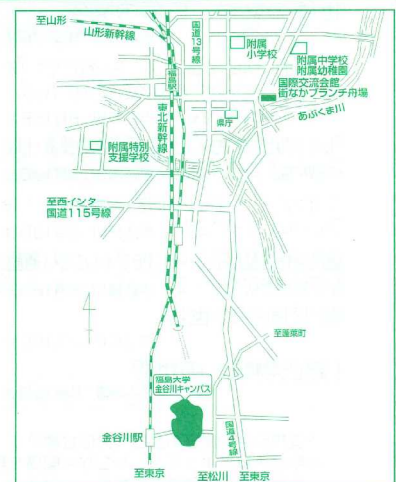 至山形
山形新幹線
国道13号線
附属
小学校
附属中学校
附属幼稚園
国際交流会館
街なかブランチ舟場
福島駅
県庁
あぶくま川
東北新幹線
附属特別
支援学校
至西インタ
国道115号線
至蓬莱町
福島大学
金谷川キャンパス
金谷川駅
国道4号線
至東京
至松川
至東京